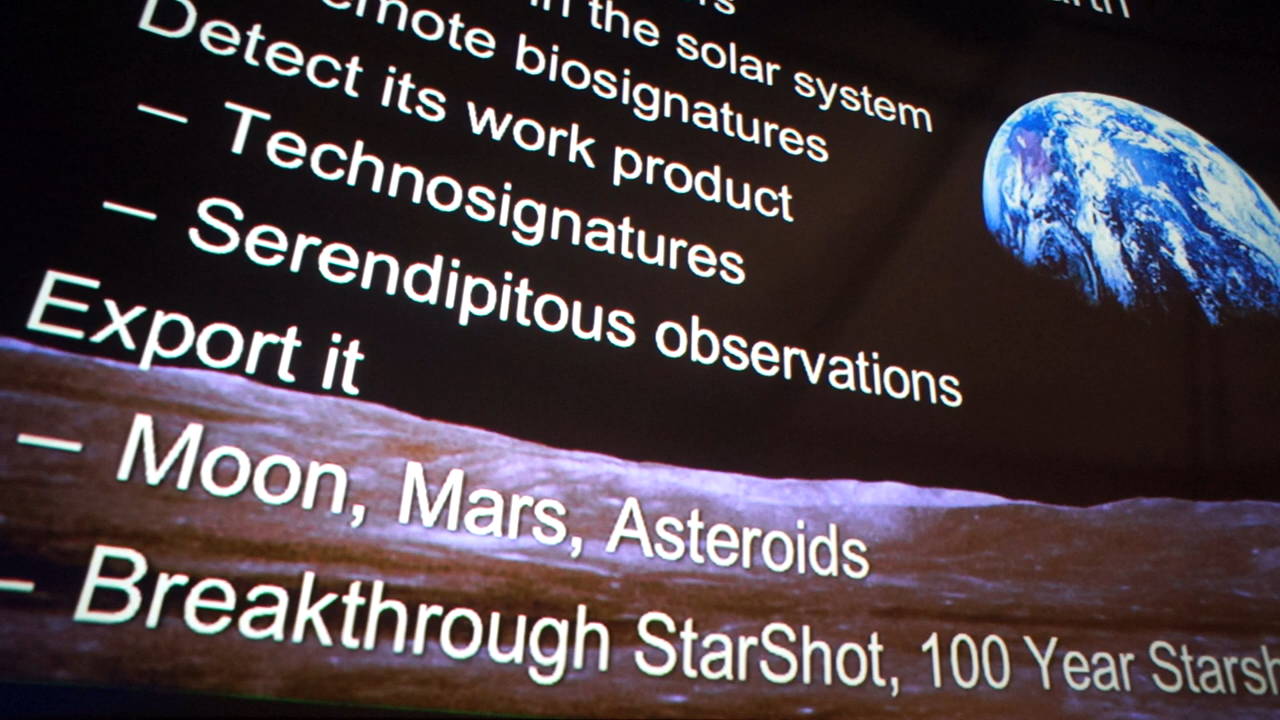 in the solar system
emote biosignatures
Detect its work product
– Technosignatures
– Serendipitous observations
Export it
– Moon, Mars, Asteroids
– Breakthrough StarShot, 100 Year Starsh